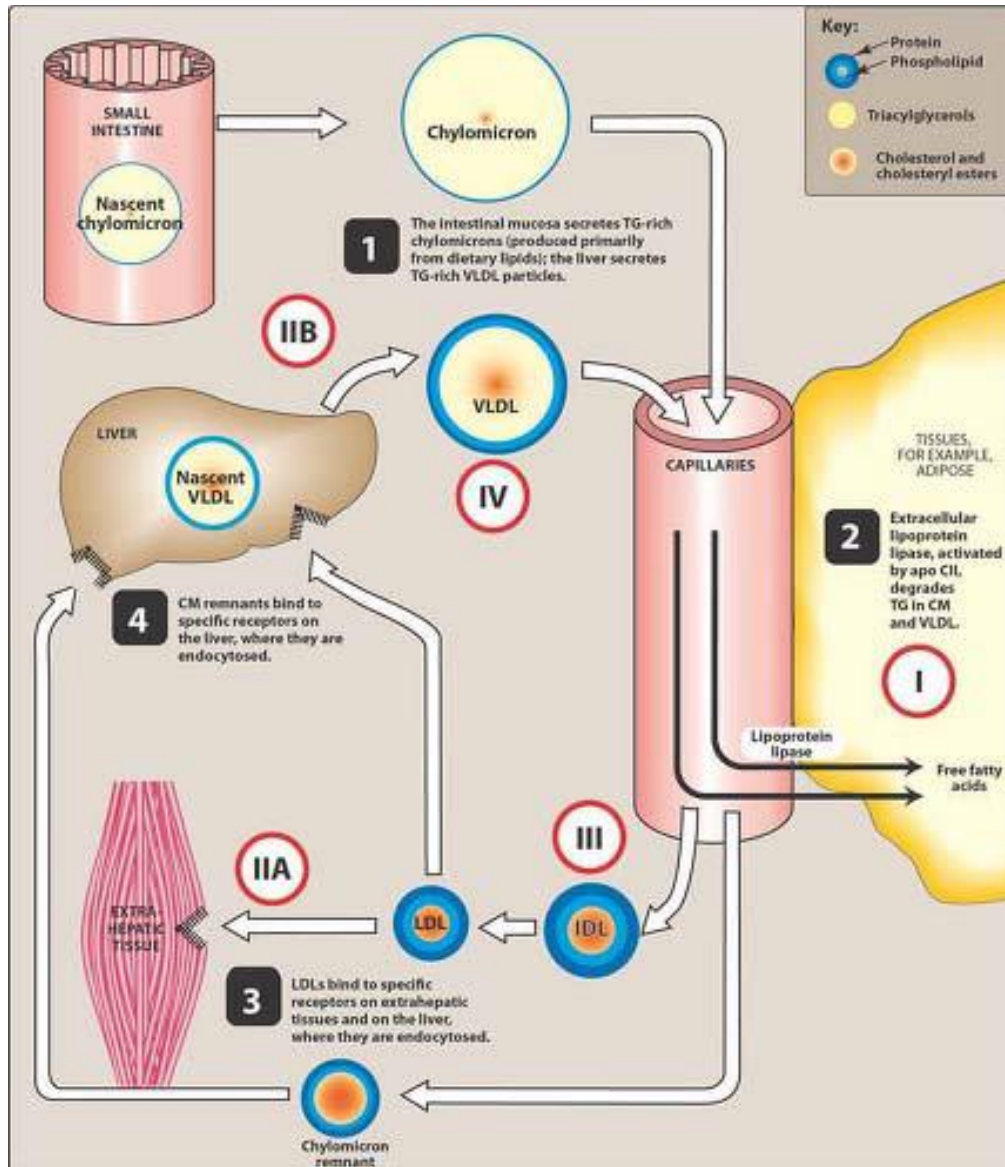 Key:
Protein
Phospholipid
Triacylglycerols
Cholesterol and
cholesteryl esters
SMALL
INTESTINE
Nascent
chylomicron
Chylomicron
1
The intestinal mucosa secretes TG-rich
chylomicrons (produced primarily
from dietary lipids); the liver secretes
TG-rich VLDL particles.
IIB
VLDL
IV
LIVER
Nascent
VLDL
CAPILLARIES
TISSUES,
FOR EXAMPLE,
ADIPOSE
2
Extracellular
lipoprotein
lipase, activated
by apo CII,
degrades
TG in CM
and VLDL.
I
4
CM remnants bind to
specific receptors on
the liver, where they are
endocytosed.
Lipoprotein
lipase
Free fatty
acids
III
IIA
EXTRA-
HEPATIC
TISSUE
LDL
IDL
3
LDLs bind to specific
receptors on extrahepatic
tissues and on the liver,
where they are endocytosed.
Chylomicron
remnant